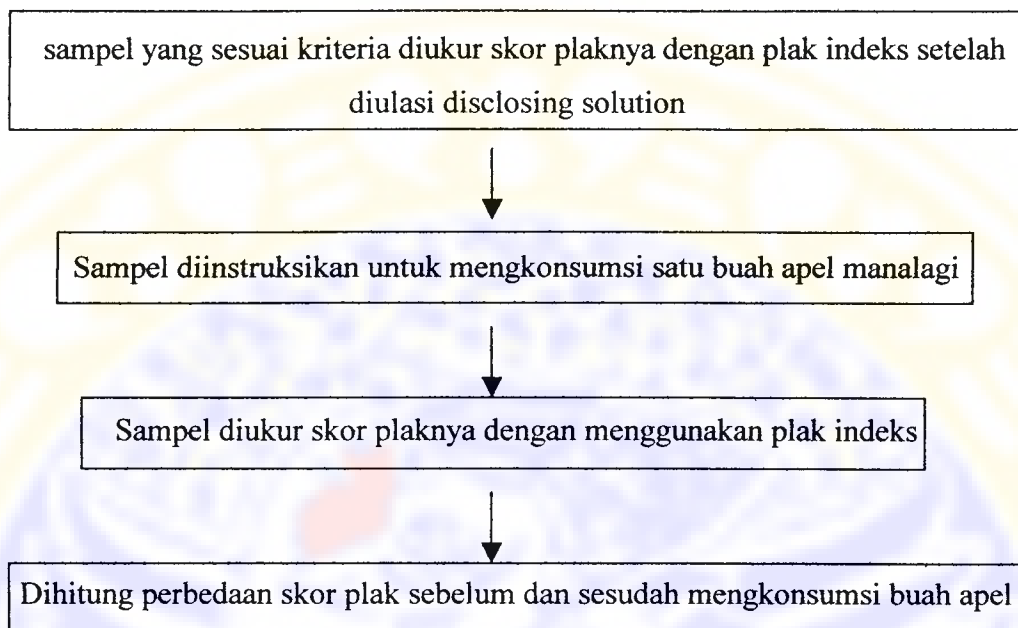 sampel yang sesuai kriteria diukur skor plaknya dengan plak indeks setelah
diulasi disclosing solution
Sampel diinstruksikan untuk mengkonsumsi satu buah apel manalagi
Sampel diukur skor plaknya dengan menggunakan plak indeks
Dihitung perbedaan skor plak sebelum dan sesudah mengkonsumsi buah apel